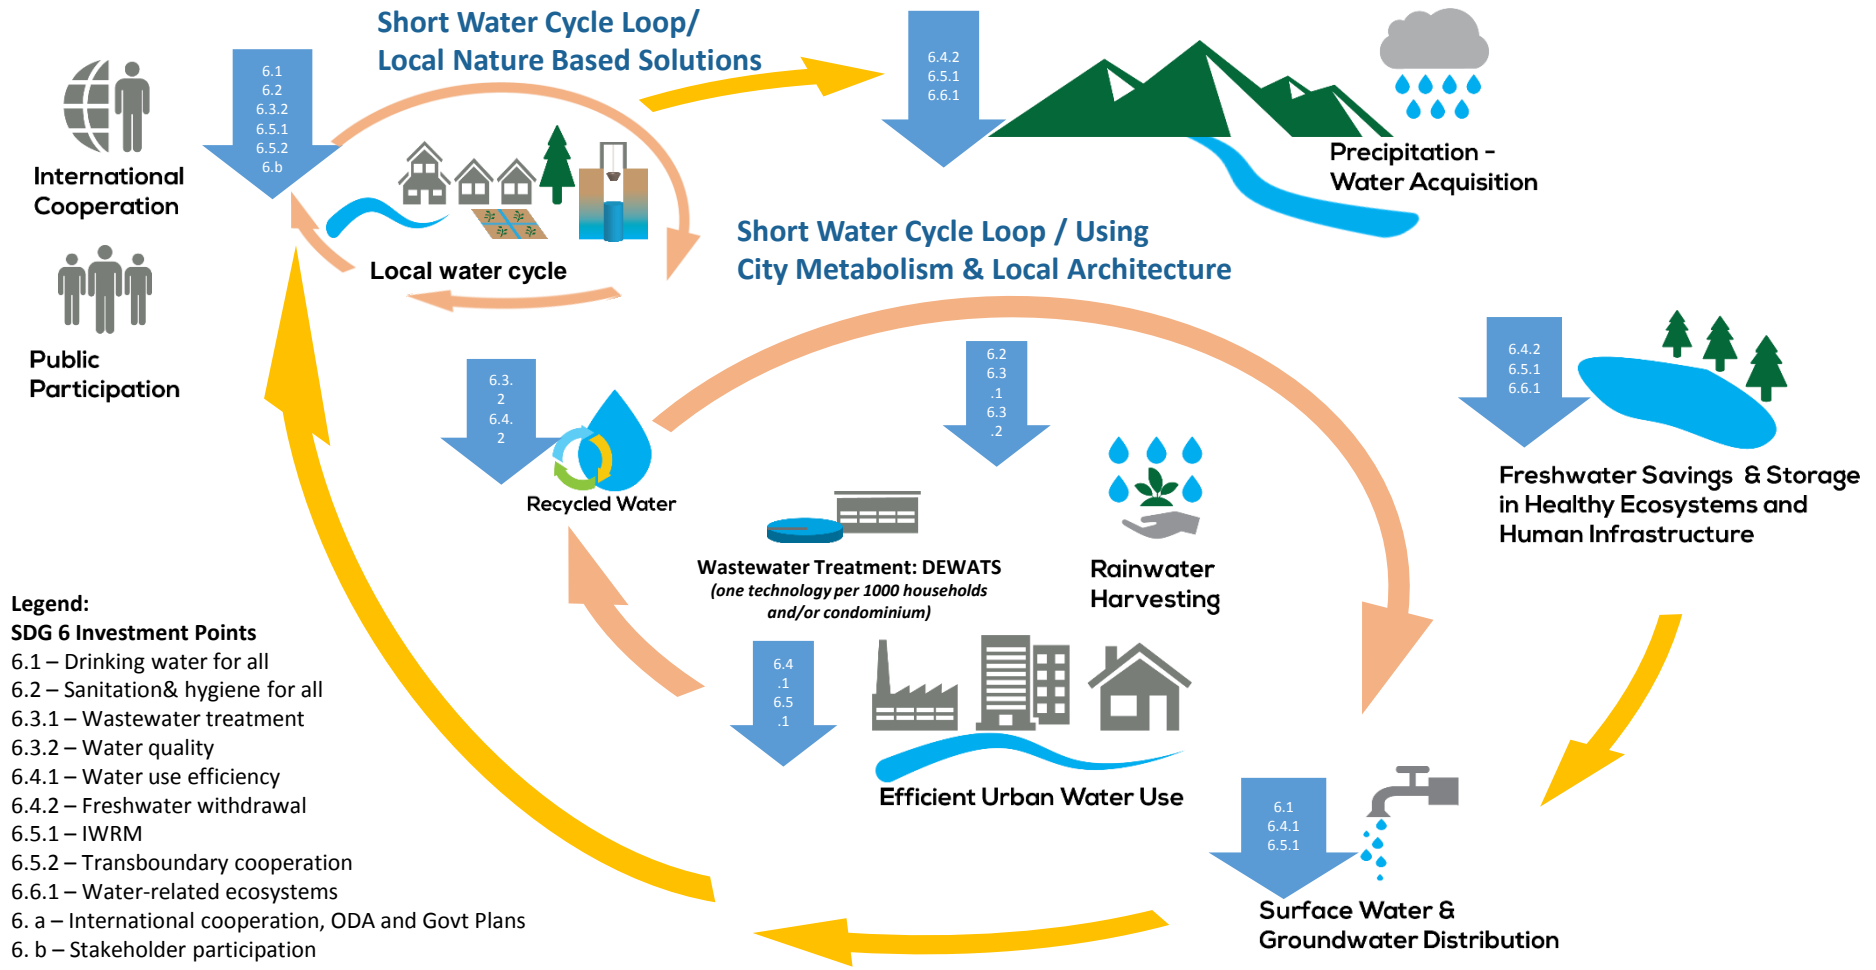 Short Water Cycle Loop/
Local Nature Based Solutions
6.1
6.2
6.3.2
6.5.1
6.5.2
6.b
International
Cooperation
Public
Participation
Local water cycle
6.4.2
6.5.1
6.6.1
Precipitation -
Water Acquisition
Short Water Cycle Loop / Using
City Metabolism & Local Architecture
6.3.
2
6.4.
2
Recycled Water
6.2
6.3
.1
6.3
.2
6.4.2
6.5.1
6.6.1
Freshwater Savings & Storage
in Healthy Ecosystems and
Human Infrastructure
Wastewater Treatment: DEWATS
(one technology per 1000 households
and/or condominium)
Rainwater
Harvesting
6.4
.1
6.5
.1
Efficient Urban Water Use
6.1
6.4.1
6.5.1
Surface Water &
Groundwater Distribution
Legend:
SDG 6 Investment Points
6.1 – Drinking water for all
6.2 – Sanitation& hygiene for all
6.3.1 – Wastewater treatment
6.3.2 – Water quality
6.4.1 – Water use efficiency
6.4.2 – Freshwater withdrawal
6.5.1 – IWRM
6.5.2 – Transboundary cooperation
6.6.1 – Water-related ecosystems
6. a – International cooperation, ODA and Govt Plans
6. b – Stakeholder participation